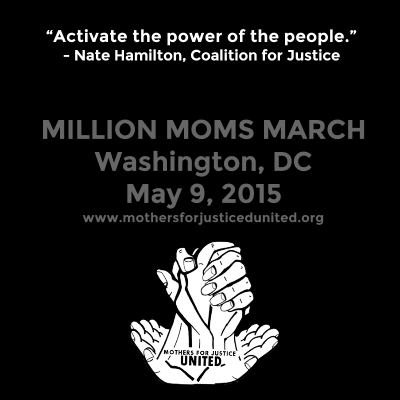 “Activate the power of the people.”
– Nate Hamilton, Coalition for Justice
MILLION MOMS MARCH
Washington, DC
May 9, 2015
www.mothersforjusticedunited.org
MOTHERS FOR JUSTICE
UNITED